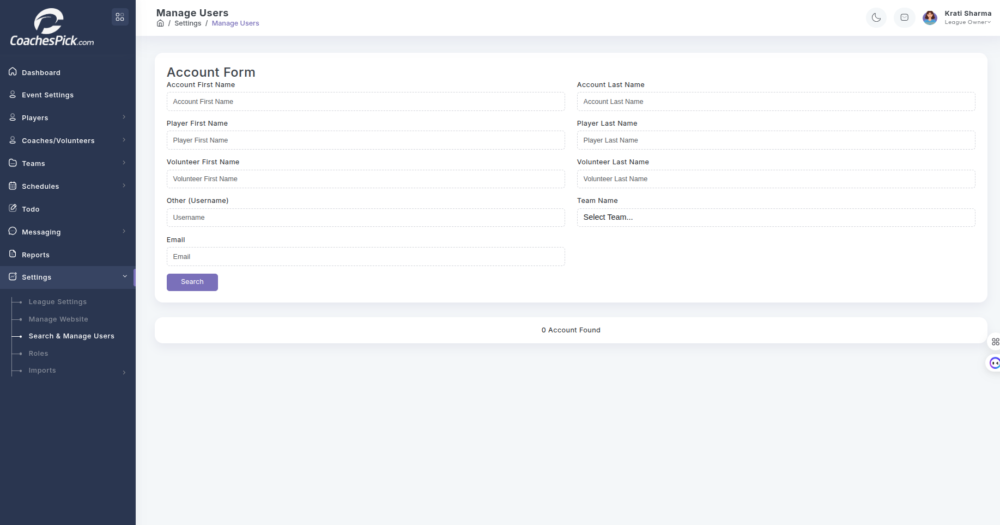 CoachesPick.com
Dashboard
Event Settings
Players
Coaches/Volunteers
Teams
Schedules
Todo
Messaging
Reports
Settings
League Settings
Manage Website
Search & Manage Users
Roles
Imports
Manage Users
/ Settings / Manage Users
Krati Sharma
League Owner
Account Form
Account First Name
Account First Name
Account Last Name
Account Last Name
Player First Name
Player First Name
Player Last Name
Player Last Name
Volunteer First Name
Volunteer First Name
Volunteer Last Name
Volunteer Last Name
Other (Username)
Username
Team Name
Select Team...
Email
Email
Search
0 Account Found